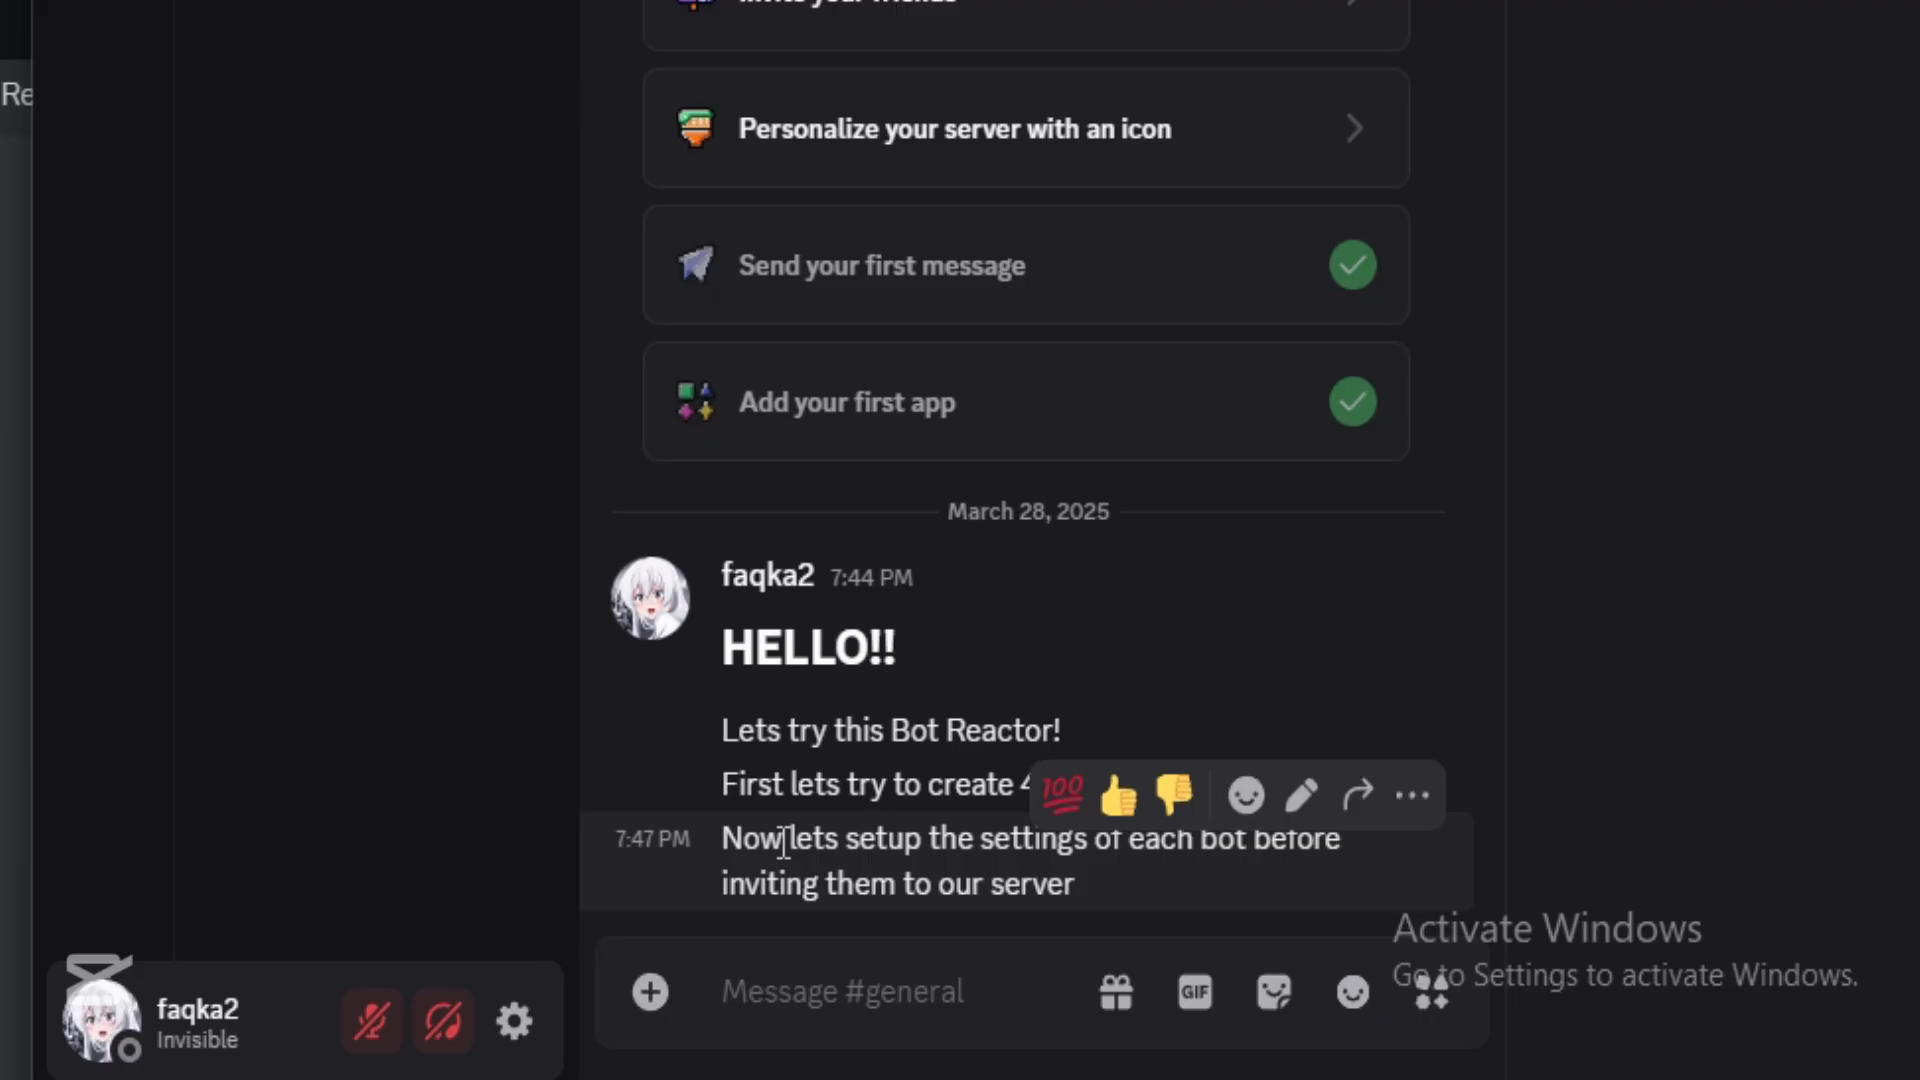 Re
Personalize your server with an icon
Send your first message
Add your first app
March 28, 2025
faqka2 7:44 PM
HELLO!!
Lets try this Bot Reactor!
First lets try to create
7:47 PM Now lets setup the settings of each bot before
inviting them to our server
Message #general
GIF
Activate Windows
Go to Settings to activate Windows.
faqka2
Invisible